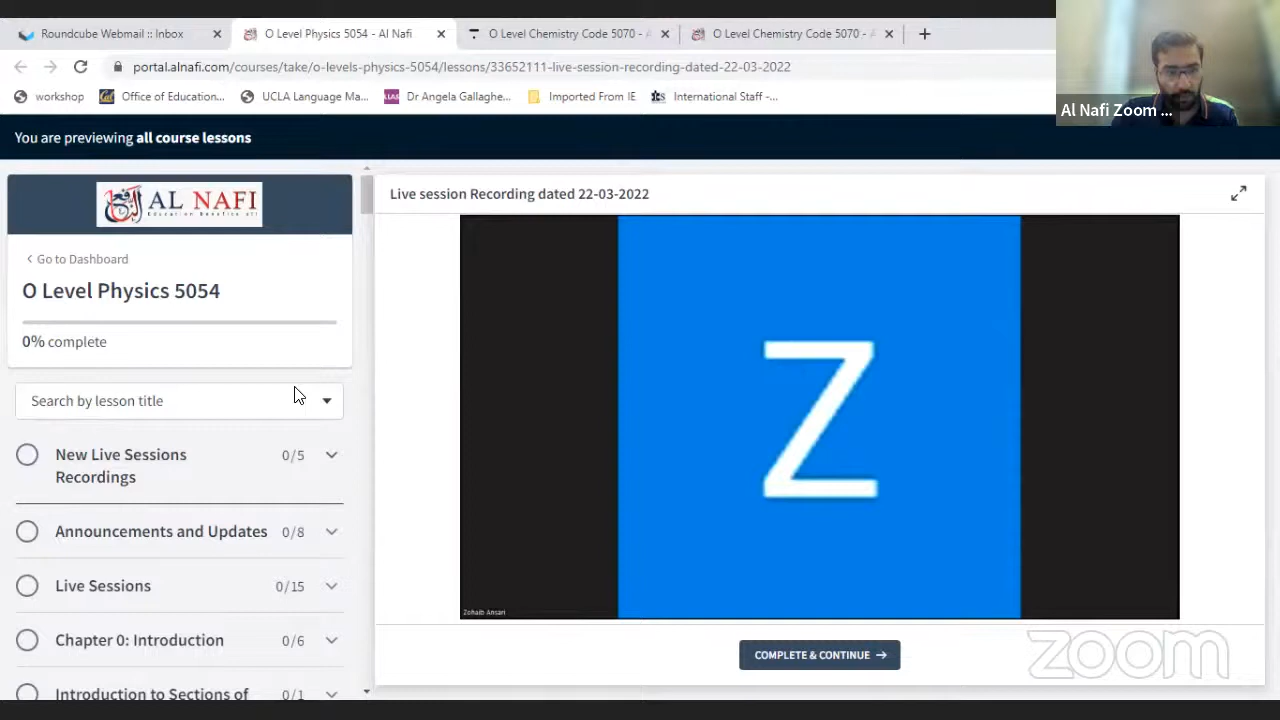 Roundcube Webmail :: Inbox
O Level Physics 5054 - Al Nafi
O Level Chemistry Code 5070 -
O Level Chemistry Code 5070 -
portal.alnafi.com/courses/take/o-levels-physics-5054/lessons/33652111-live-session-recording-dated-22-03-2022
workshop
Office of Education...
UCLA Language Ma...
Dr Angela Gallaghe...
Imported From IE
International Staff -...
Al Nafi Zoom ...
You are previewing all course lessons
AL NAFI
Education Benefits all
Go to Dashboard
O Level Physics 5054
0% complete
Search by lesson title
New Live Sessions 0/5
Recordings
Announcements and Updates 0/8
Live Sessions 0/15
Chapter 0: Introduction 0/6
Introduction to Sections of 0/1
Live session Recording dated 22-03-2022
Z
Zohaib Ansari
COMPLETE & CONTINUE →
zoom